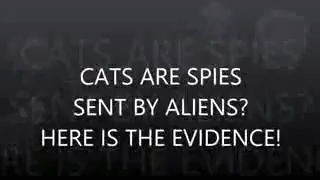 CATS ARE SPIES
SENT BY ALIENS?
HERE IS THE EVIDENCE!